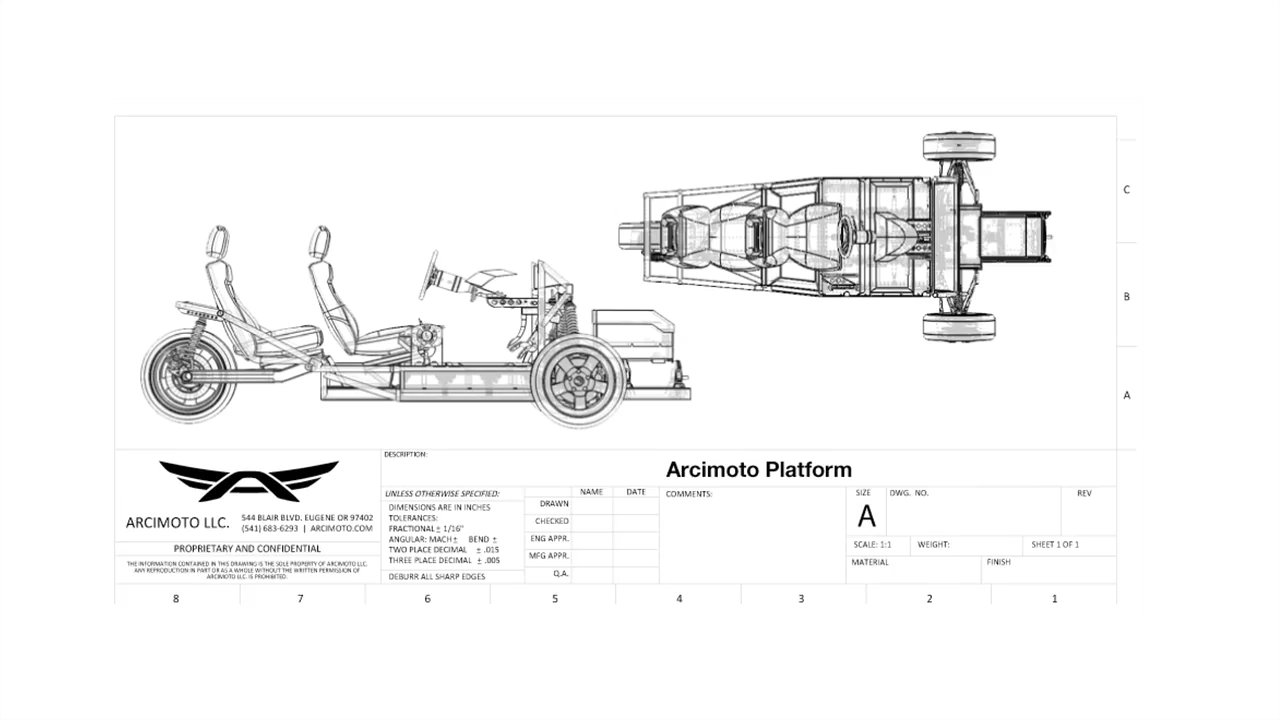 C
B
A
DESCRIPTION:
Arcimoto Platform
ARCIMOTO LLC.
544 BLAIR BLVD. EUGENE OR 97402
(541) 683-6293 | ARCIMOTO.COM
PROPRIETARY AND CONFIDENTIAL
THE INFORMATION CONTAINED IN THIS DRAWING IS THE SOLE PROPERTY OF ARCIMOTO LLC.
ANY REPRODUCTION IN PART OR AS A WHOLE WITHOUT THE WRITTEN PERMISSION OF
ARCIMOTO LLC. IS PROHIBITED.
UNLESS OTHERWISE SPECIFIED:
DIMENSIONS ARE IN INCHES
TOLERANCES:
FRACTIONAL ± 1/16"
ANGULAR: MACH ± BEND ±
TWO PLACE DECIMAL ± .015
THREE PLACE DECIMAL ± .005
DEBURR ALL SHARP EDGES
NAME DATE
DRAWN
CHECKED
ENG APPR.
MFG APPR.
Q.A.
COMMENTS:
SIZE DWG. NO. REV
A
SCALE: 1:1 WEIGHT: SHEET 1 OF 1
MATERIAL FINISH
8 7 6 5 4 3 2 1